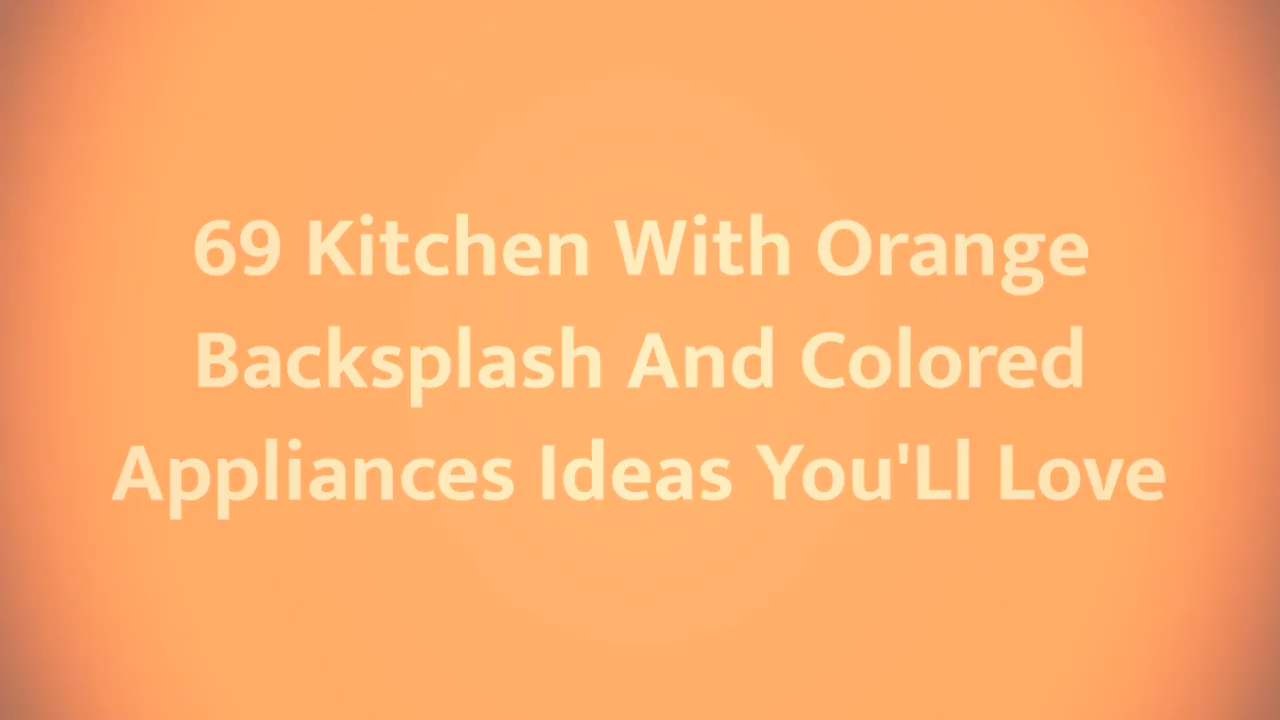 69 Kitchen With Orange
Backsplash And Colored
Appliances Ideas You'Ll Love